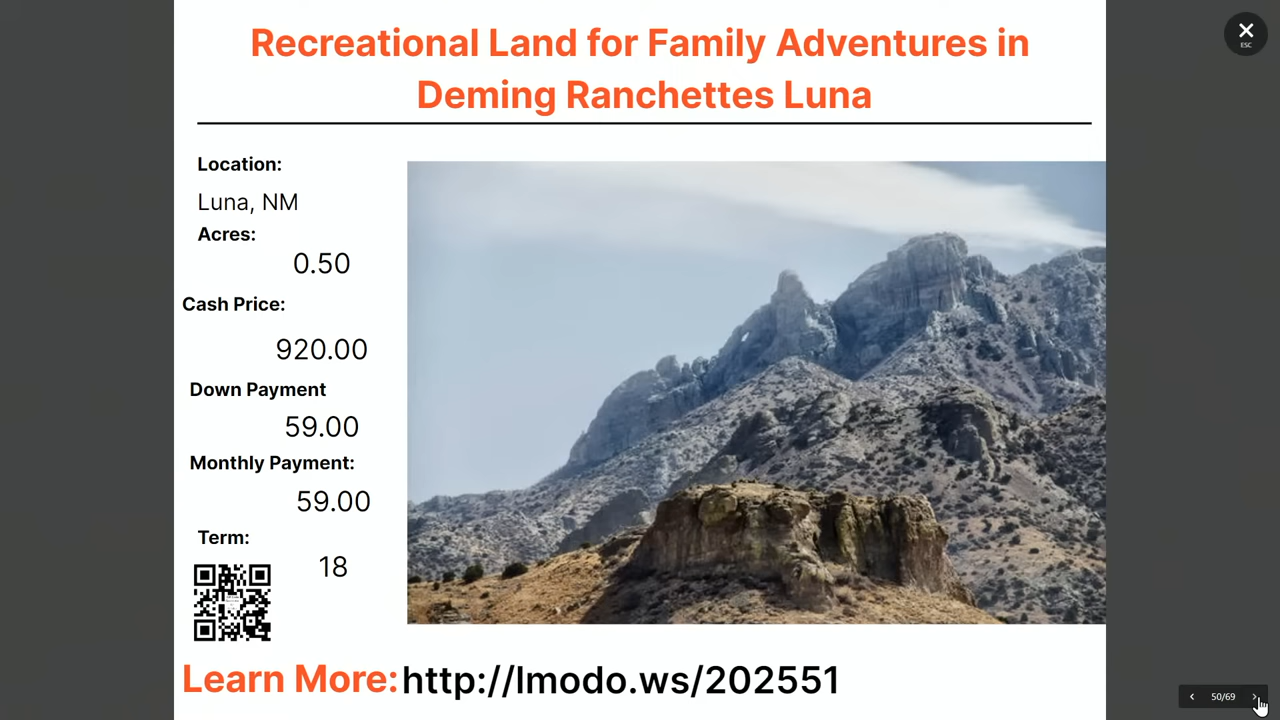 Recreational Land for Family Adventures in
Deming Ranchettes Luna
Location:
Luna, NM
Acres:
0.50
Cash Price:
920.00
Down Payment
59.00
Monthly Payment:
59.00
Term:
18
Learn More: http://lmodo.ws/202551
ESC
50/69